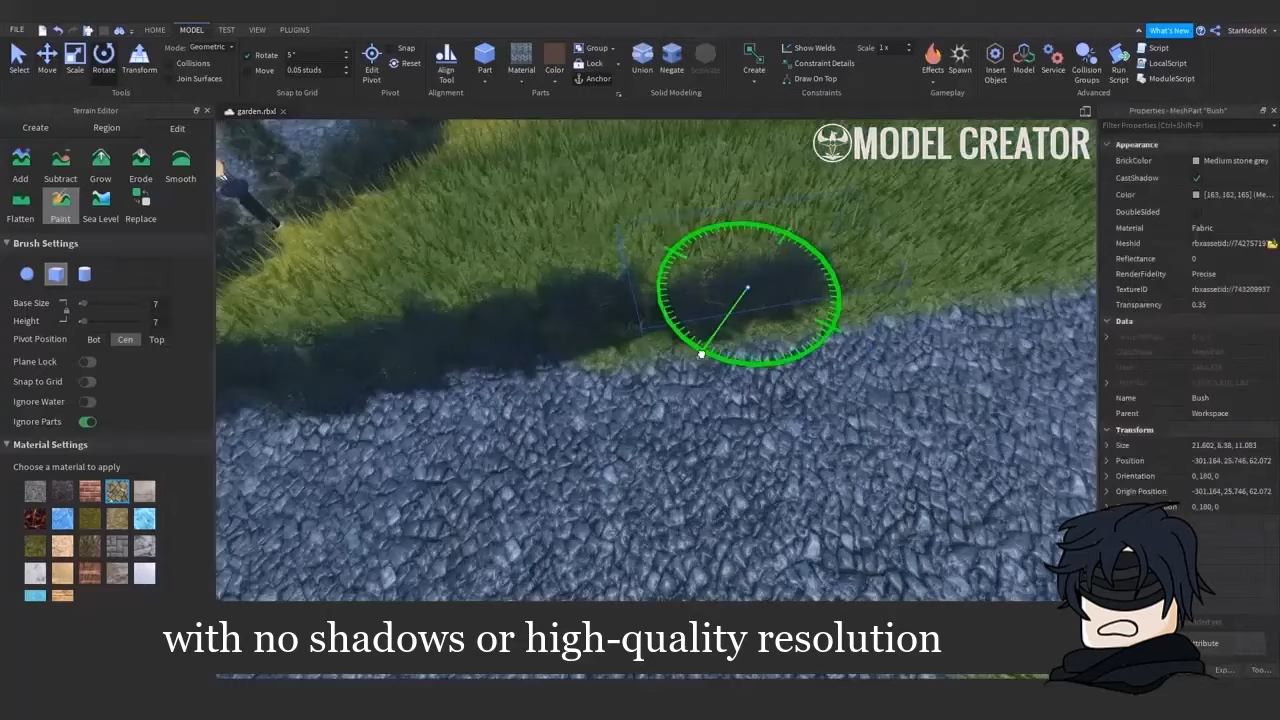 FILE HOME MODEL TEST VIEW PLUGINS What's New StarModelX
Select Move Scale Rotate Transform
Mode: Geometric
Collisions
Join Surfaces
Tools
Rotate 5°
Move 0.05 studs
Snap to Grid
Edit Pivot
Snap
Reset
Pivot
Align Tool
Alignment
Part Material Color
Group
Lock
Anchor
Parts
Union Negate Separate
Solid Modeling
Create
Show Welds
Constraint Details
Draw On Top
Scale 1 x
Constraints
Effects Spawn
Gameplay
Insert Object Model Service Collision Groups Run Script
Script
LocalScript
ModuleScript
Advanced
Terrain Editor
Create Region Edit
Add Subtract Grow Erode Smooth
Flatten Paint Sea Level Replace
Brush Settings
Base Size 7
Height 7
Pivot Position Bot Cen Top
Plane Lock
Snap to Grid
Ignore Water
Ignore Parts
Material Settings
Choose a material to apply
garden.rbxl
MODEL CREATOR
Properties - MeshPart "Bush"
Filter Properties (Ctrl+Shift+P)
Appearance
BrickColor Medium stone grey
CastShadow
Color [163, 162, 165] (Me...
DoubleSided
Material Fabric
MeshId
Reflectance 0
RenderFidelity Precise
TextureID rbxassetid://743209937
Transparency 0.35
Data
Name Bush
Parent Workspace
Transform
Size 21.602, 8.38, 11.083
Position -301.164, 25.746, 62.072
Orientation 0, 180, 0
Origin Position -301.164, 25.746, 62.072
0, 180, 0
with no shadows or high-quality resolution